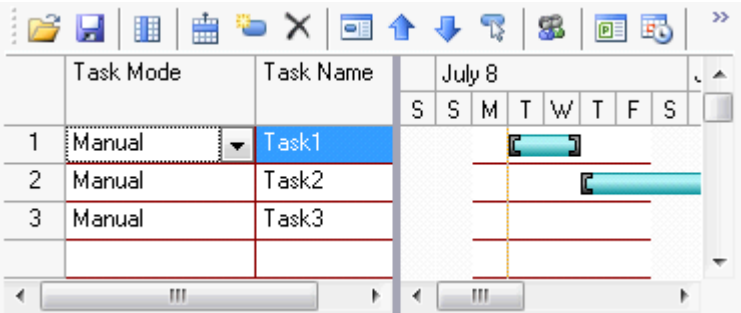 Task Mode Task Name July 8
S S M T W T F S
1 Manual Task1
2 Manual Task2
3 Manual Task3